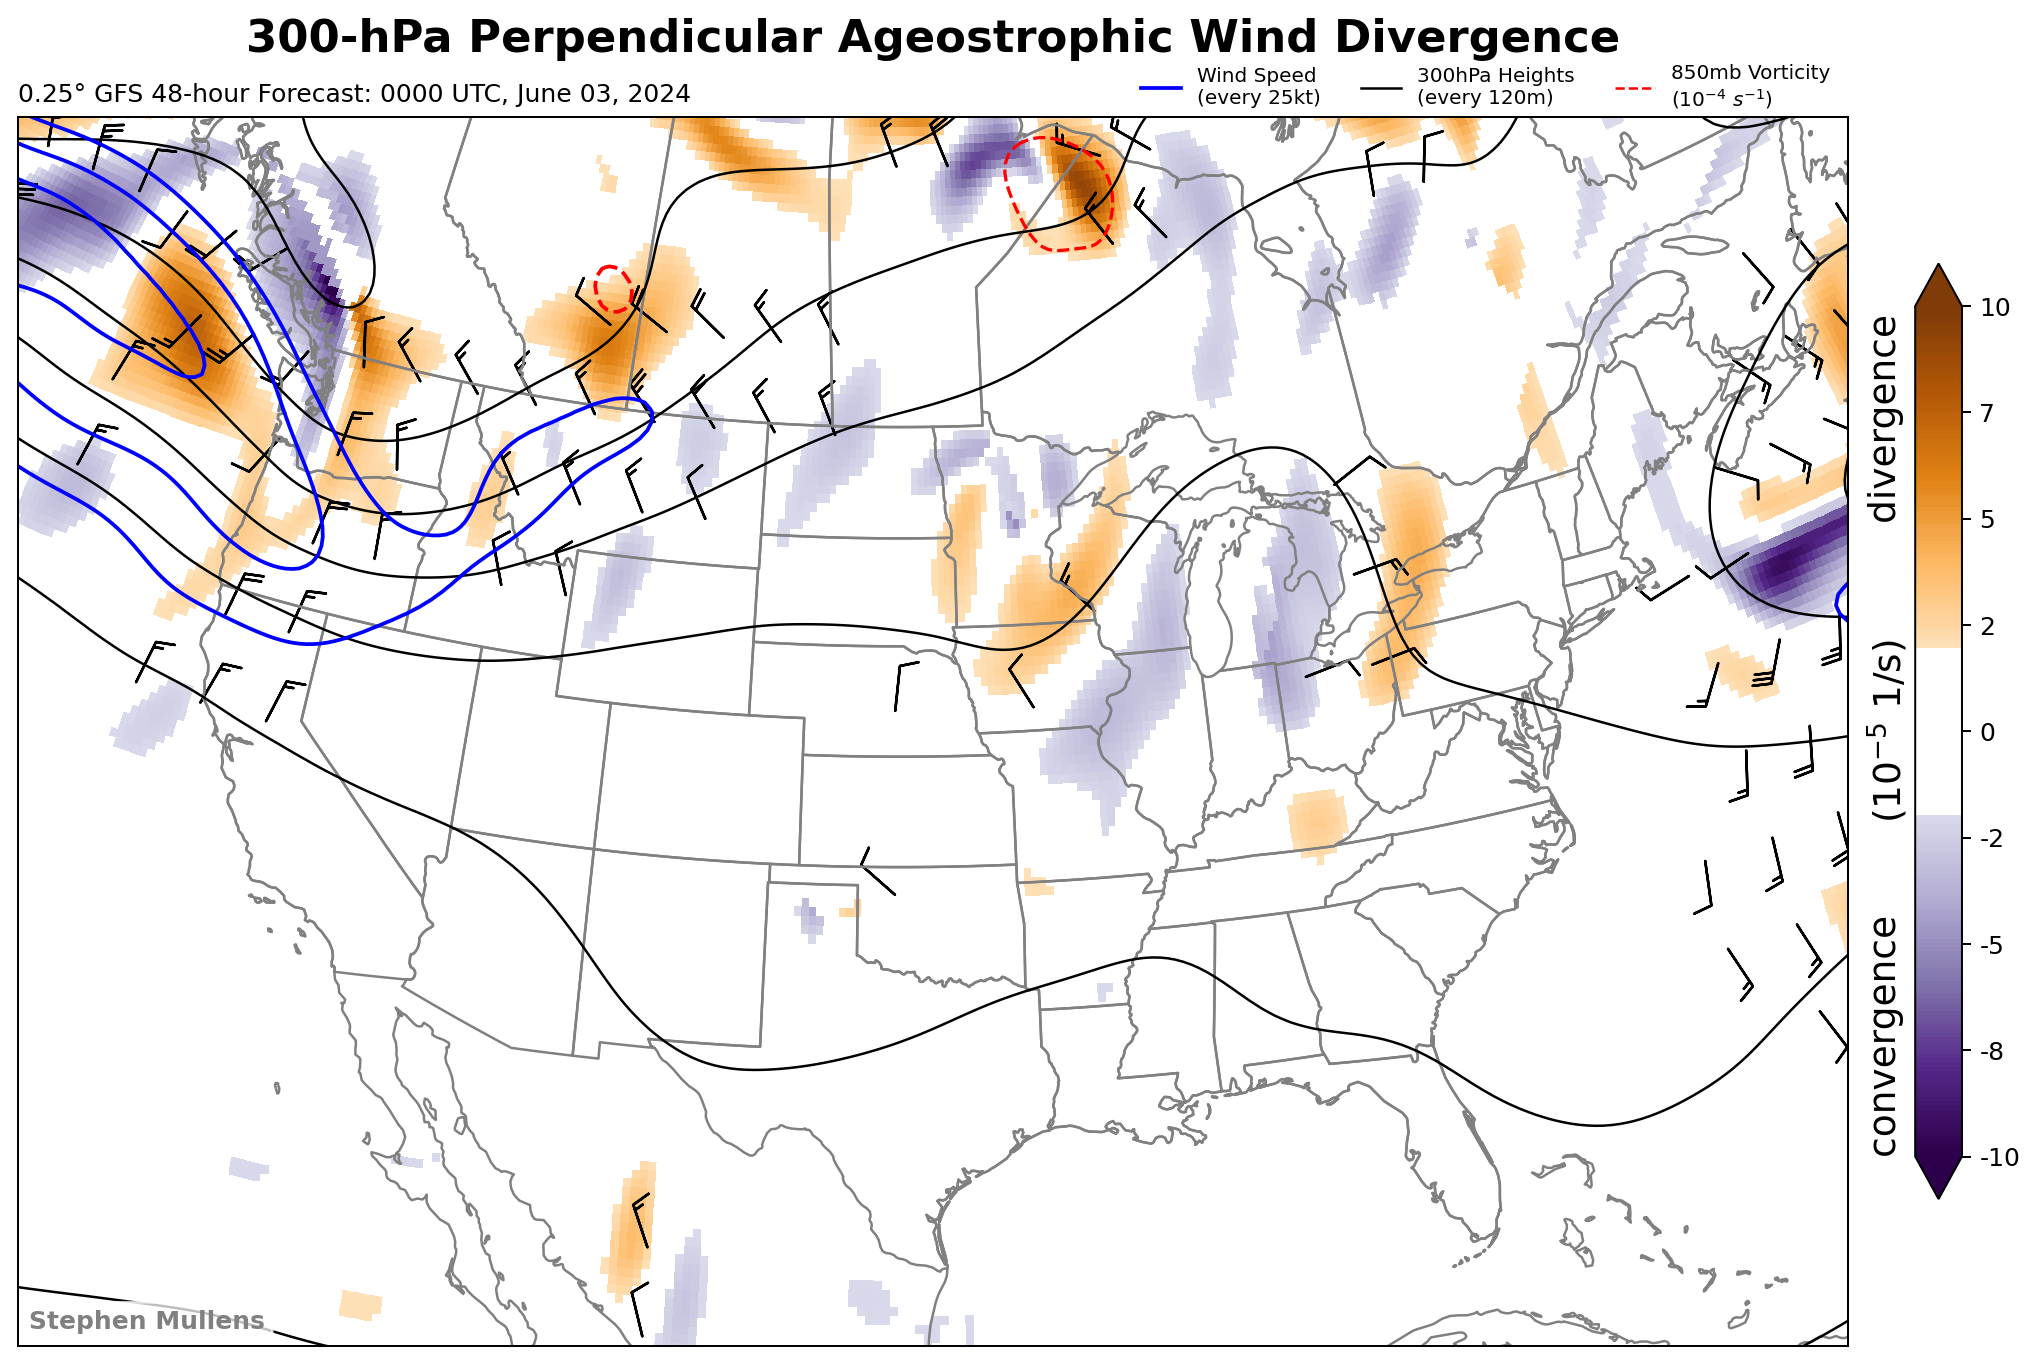 300-hPa Perpendicular Ageostrophic Wind Divergence
0.25° GFS 48-hour Forecast: 0000 UTC, June 03, 2024
Wind Speed
(every 25kt)
300hPa Heights
(every 120m)
850mb Vorticity
(10⁻⁴ s⁻¹)
10
7
5
2
0
-2
-5
-8
-10
convergence (10⁻⁵ 1/s) divergence
Stephen Mullens